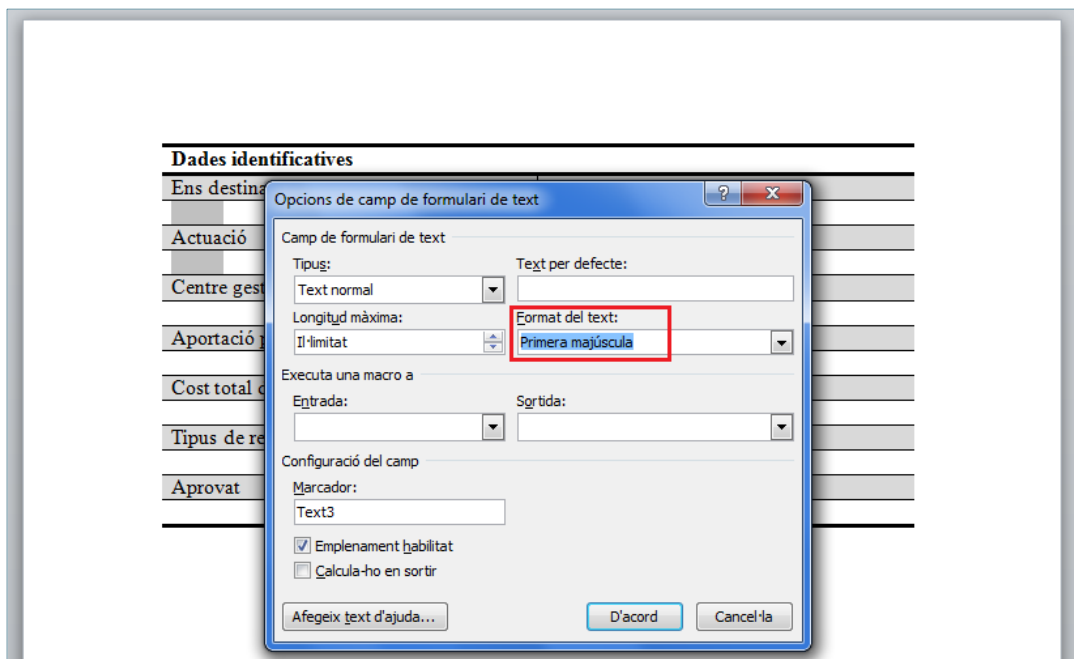 Dades identificatives
Ens destina
Opcions de camp de formulari de text
Actuació
Camp de formulari de text
Tipus:
Text per defecte:
Text normal
Centre gest
Longitud màxima:
Format del text:
Il·limitat
Primera majúscula
Aportació p
Executa una macro a
Cost total
Entrada:
Sortida:
Tipus de re
Configuració del camp
Aprovat
Marcador:
Text3
Emplenament habilitat
Calcula-ho en sortir
Afegeix text d'ajuda...
D'acord
Cancel·la